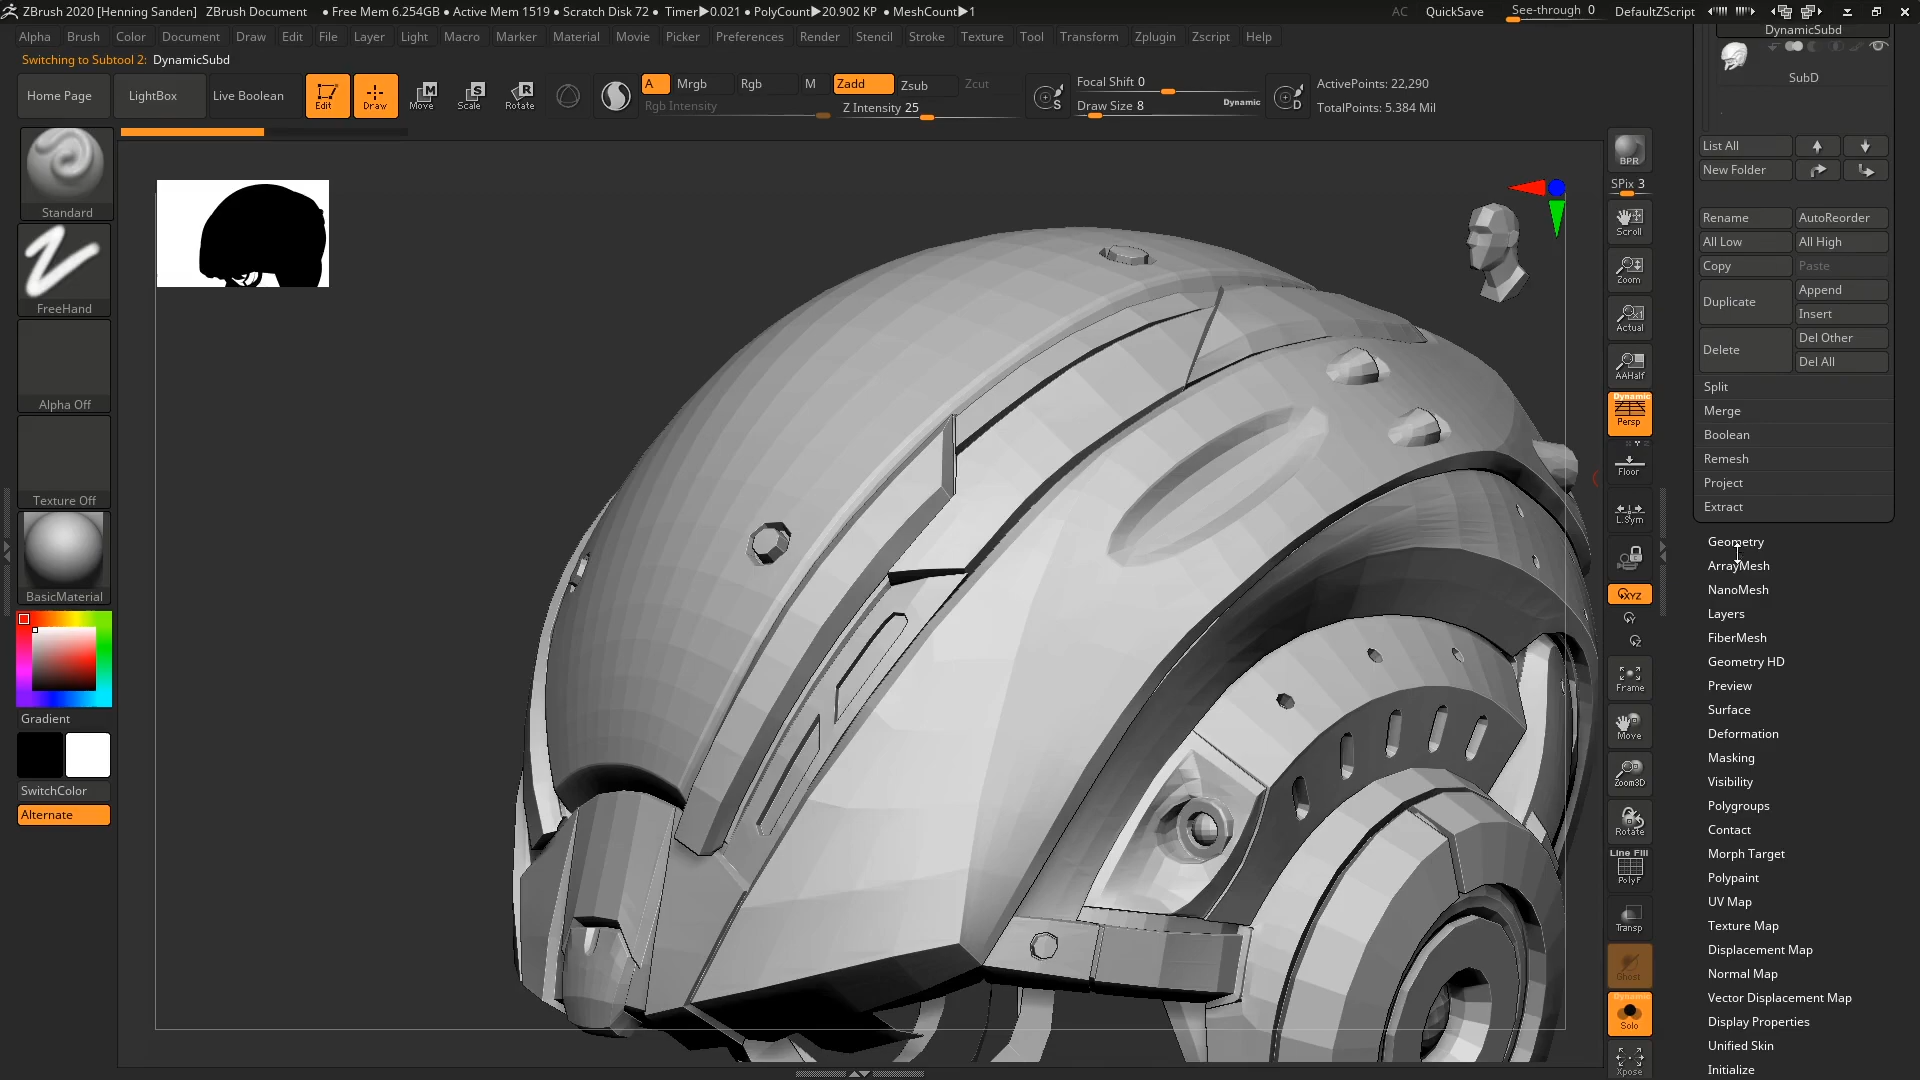 ZBrush 2020 [Henning Sanden] ZBrush Document • Free Mem 6.254GB • Active Mem 1519 • Scratch Disk 72 • Timer▶0.021 • PolyCount▶20.902 KP • MeshCount▶1 AC QuickSave See-through 0 DefaultZScript
Alpha Brush Color Document Draw Edit File Layer Light Macro Marker Material Movie Picker Preferences Render Stencil Stroke Texture Tool Transform Zplugin Zscript Help
Switching to Subtool 2: DynamicSubd
Home Page LightBox Live Boolean Edit Draw Move Scale Rotate
M S R
A Mrgb Rgb M Zadd Zsub Zcut
Rgb Intensity Z Intensity 25
Focal Shift 0
Draw Size 8 Dynamic
S D
ActivePoints: 22,290
TotalPoints: 5.384 Mil
Standard
FreeHand
Alpha Off
Texture Off
BasicMaterial
Gradient
SwitchColor
Alternate
BPR
SPix 3
Scroll
Zoom
Actual
AAHalf
Dynamic
Persp
Floor
L.Sym
XYZ
Frame
Move
Zoom3D
Rotate
Line Fill
PolyF
Transp
Ghost
Dynamic
Solo
Xpose
DynamicSubd
SubD
List All
New Folder
Rename AutoReorder
All Low All High
Copy Paste
Duplicate Append
Insert
Delete Del Other
Del All
Split
Merge
Boolean
Remesh
Project
Extract
Geometry
ArrayMesh
NanoMesh
Layers
FiberMesh
Geometry HD
Preview
Surface
Deformation
Masking
Visibility
Polygroups
Contact
Morph Target
Polypaint
UV Map
Texture Map
Displacement Map
Normal Map
Vector Displacement Map
Display Properties
Unified Skin
Initialize